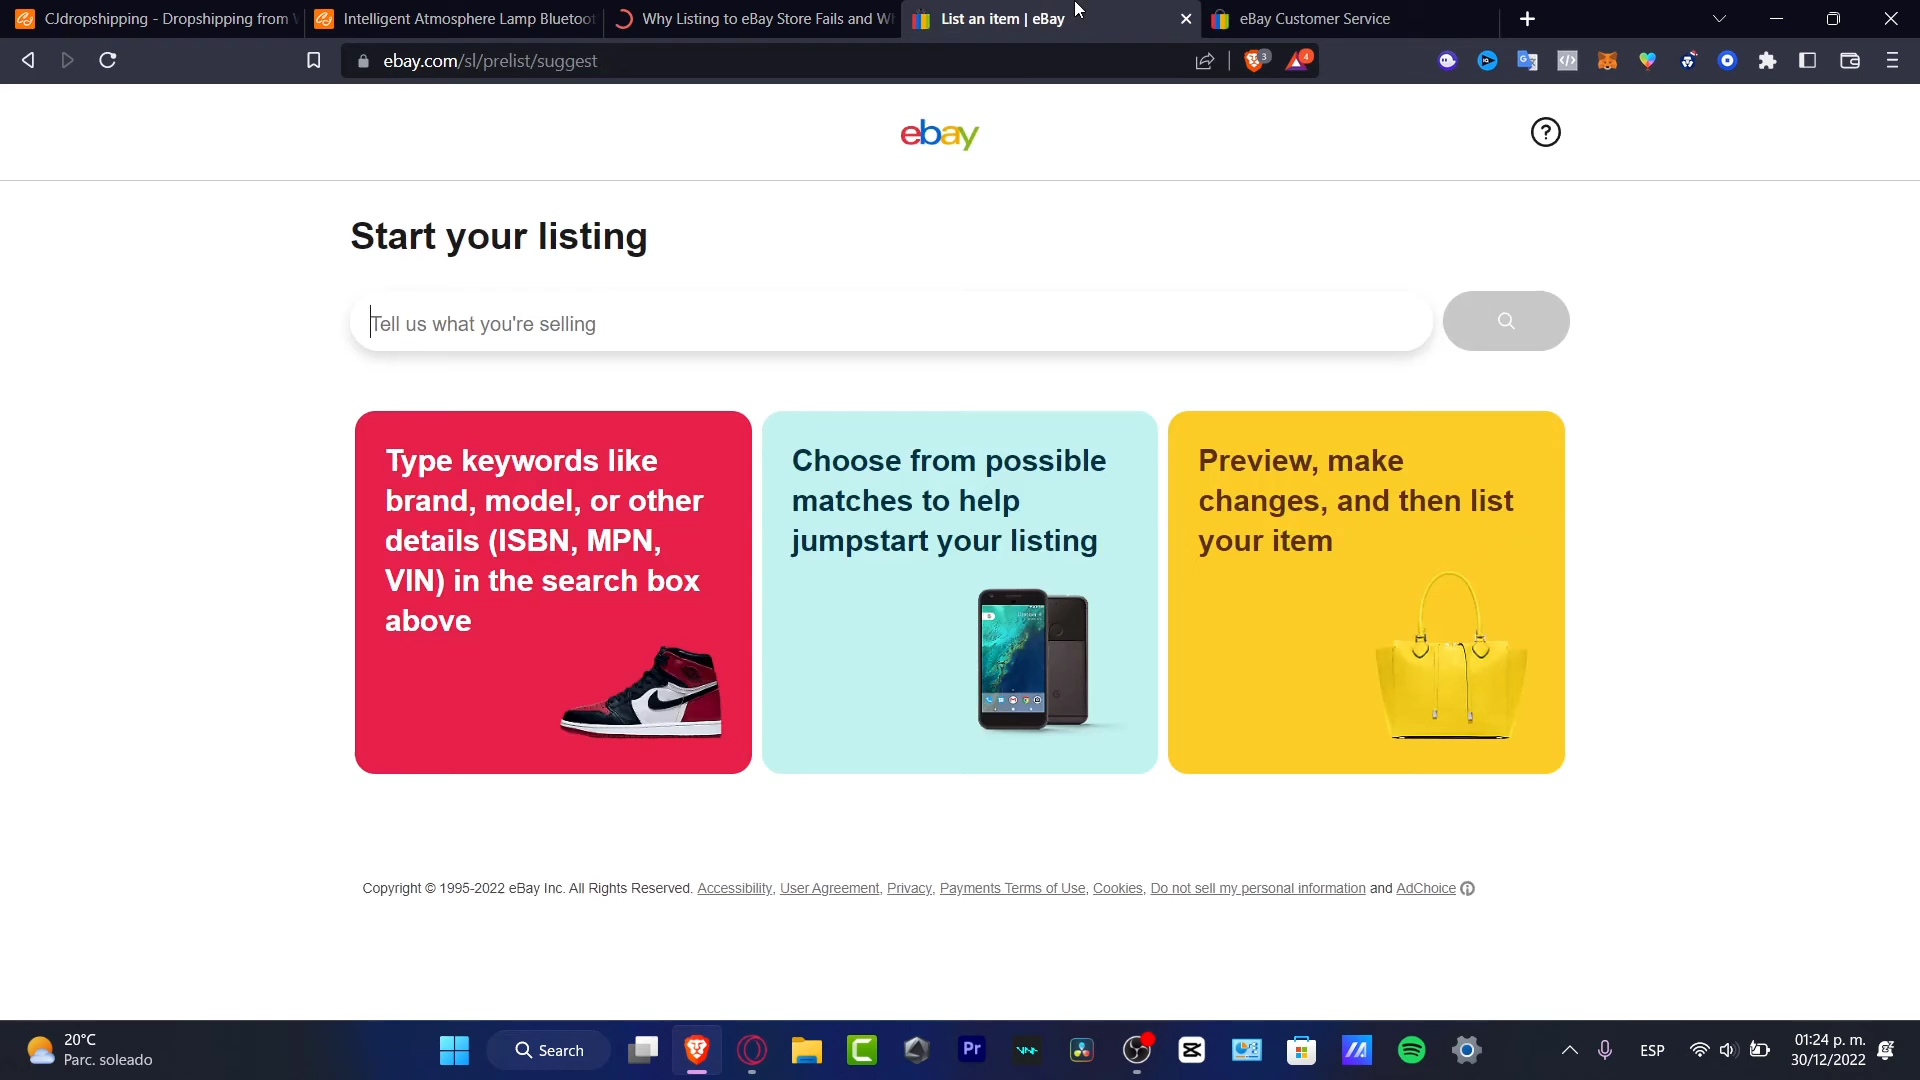 CJdropshipping - Dropshipping from
Intelligent Atmosphere Lamp Bluetoot
Why Listing to eBay Store Fails and Wh
List an item | eBay
eBay Customer Service
ebay.com/sl/prelist/suggest
3
4
ebay
?
Start your listing
Tell us what you're selling
Type keywords like
brand, model, or other
details (ISBN, MPN,
VIN) in the search box
above
Choose from possible
matches to help
jumpstart your listing
Preview, make
changes, and then list
your item
Copyright © 1995-2022 eBay Inc. All Rights Reserved. Accessibility, User Agreement, Privacy, Payments Terms of Use, Cookies, Do not sell my personal information and AdChoice
20°C
Parc. soleado
Search
Pr
ESP
01:24 p. m.
30/12/2022